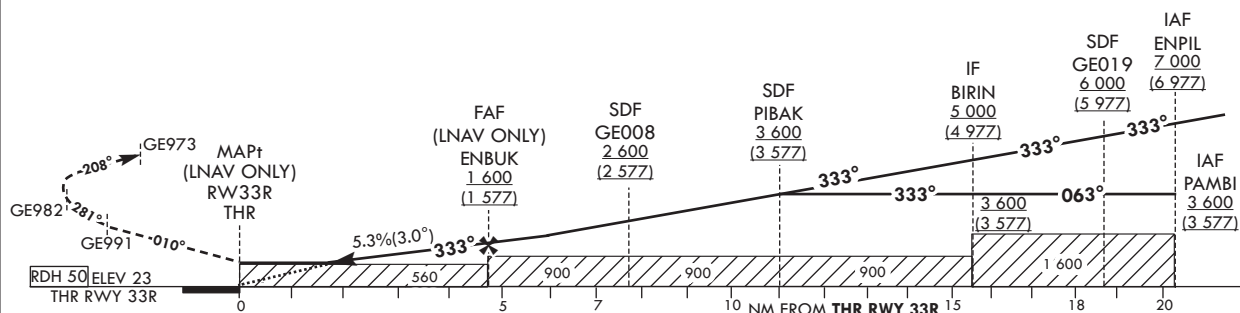 IAF
ENPIL
7 000
(6 977)
SDF
GE019
6 000
(5 977)
IF
BIRIN
5 000
(4 977)
SDF
PIBAK
3 600
(3 577)
SDF
GE008
2 600
(2 577)
FAF
(LNAV ONLY)
ENBUK
1 600
(1 577)
MAPt
(LNAV ONLY)
RW33R
THR
GE973
208°
GE982
281°
GE991
010°
5.3%(3.0°)
333°
333°
333°
333°
333°
063°
3 600
(3 577)
IAF
PAMBI
3 600
(3 577)
560
900
900
900
1 600
RDH 50 ELEV 23
THR RWY 33R
0 5 7 10 15 18 20
NM FROM THR RWY 33R